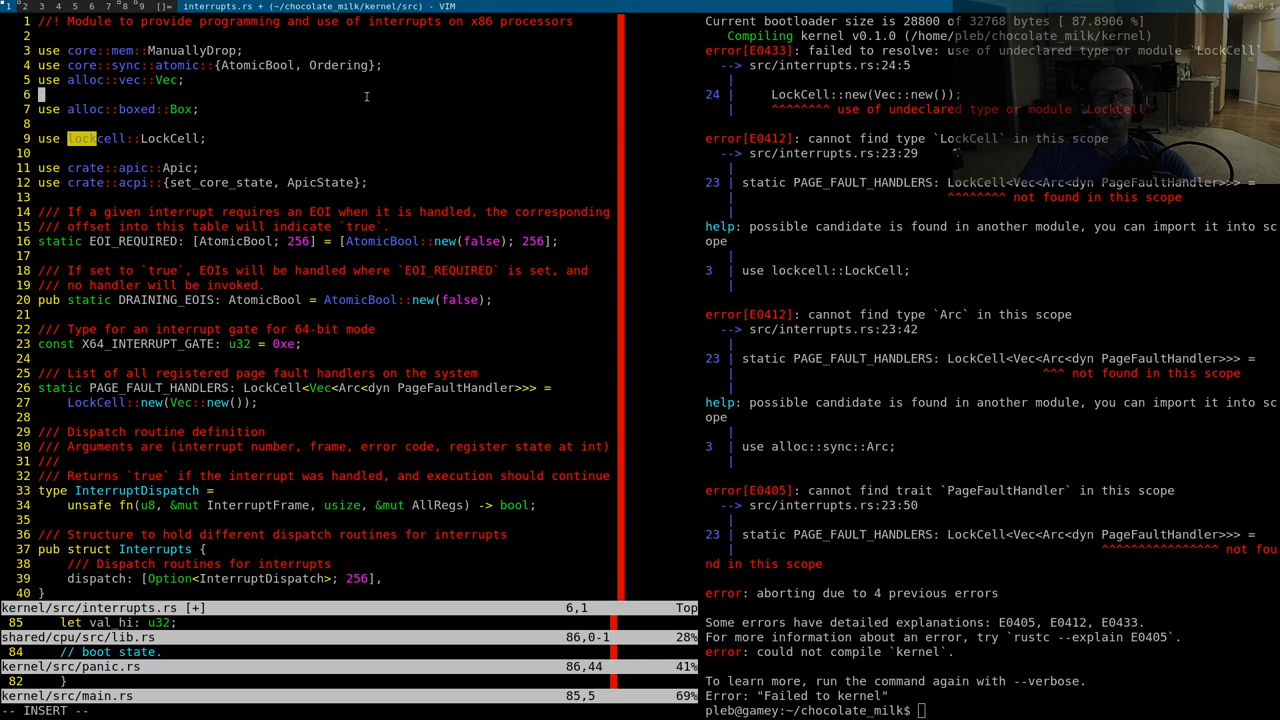 1 2 3 4 5 6 7 8 9 []= interrupts.rs + (~/chocolate_milk/kernel/src) - VIM dwm-6.1
1 //! Module to provide programming and use of interrupts on x86 processors
2
3 use core::mem::ManuallyDrop;
4 use core::sync::atomic::{AtomicBool, Ordering};
5 use alloc::vec::Vec;
6
7 use alloc::boxed::Box;
8
9 use lockcell::LockCell;
10
11 use crate::apic::Apic;
12 use crate::acpi::{set_core_state, ApicState};
13
14 /// If a given interrupt requires an EOI when it is handled, the corresponding
15 /// offset into this table will indicate `true`.
16 static EOI_REQUIRED: [AtomicBool; 256] = [AtomicBool::new(false); 256];
17
18 /// If set to `true`, EOIs will be handled where `EOI_REQUIRED` is set, and
19 /// no handler will be invoked.
20 pub static DRAINING_EOIS: AtomicBool = AtomicBool::new(false);
21
22 /// Type for an interrupt gate for 64-bit mode
23 const X64_INTERRUPT_GATE: u32 = 0xe;
24
25 /// List of all registered page fault handlers on the system
26 static PAGE_FAULT_HANDLERS: LockCell<Vec<Arc<dyn PageFaultHandler>>> =
27     LockCell::new(Vec::new());
28
29 /// Dispatch routine definition
30 /// Arguments are (interrupt number, frame, error code, register state at int)
31 ///
32 /// Returns `true` if the interrupt was handled, and execution should continue
33 type InterruptDispatch =
34     unsafe fn(u8, &mut InterruptFrame, usize, &mut AllRegs) -> bool;
35
36 /// Structure to hold different dispatch routines for interrupts
37 pub struct Interrupts {
38     /// Dispatch routines for interrupts
39     dispatch: [Option<InterruptDispatch>; 256],
40 }
kernel/src/interrupts.rs [+] 6,1 Top
85     let val_hi: u32;
shared/cpu/src/lib.rs 86,0-1 28%
84     // boot state.
kernel/src/panic.rs 86,44 41%
82     }
kernel/src/main.rs 85,5 69%
-- INSERT --
Current bootloader size is 28800 of 32768 bytes [ 87.8906 %]
   Compiling kernel v0.1.0 (/home/pleb/chocolate_milk/kernel)
error[E0433]: failed to resolve: use of undeclared type or module `LockCell`
  --> src/interrupts.rs:24:5
   |
24 |     LockCell::new(Vec::new());
   |     ^^^^^^^^ use of undeclared type or module `LockCell`
error[E0412]: cannot find type `LockCell` in this scope
  --> src/interrupts.rs:23:29
   |
23 | static PAGE_FAULT_HANDLERS: LockCell<Vec<Arc<dyn PageFaultHandler>>> =
   |                             ^^^^^^^^ not found in this scope
   |
help: possible candidate is found in another module, you can import it into sc
ope
   |
3  | use lockcell::LockCell;
   |
error[E0412]: cannot find type `Arc` in this scope
  --> src/interrupts.rs:23:42
   |
23 | static PAGE_FAULT_HANDLERS: LockCell<Vec<Arc<dyn PageFaultHandler>>> =
   |                                          ^^^ not found in this scope
   |
help: possible candidate is found in another module, you can import it into sc
ope
   |
3  | use alloc::sync::Arc;
   |
error[E0405]: cannot find trait `PageFaultHandler` in this scope
  --> src/interrupts.rs:23:50
   |
23 | static PAGE_FAULT_HANDLERS: LockCell<Vec<Arc<dyn PageFaultHandler>>> =
   |                                                  ^^^^^^^^^^^^^^^^ not fou
nd in this scope
error: aborting due to 4 previous errors
Some errors have detailed explanations: E0405, E0412, E0433.
For more information about an error, try `rustc --explain E0405`.
error: could not compile `kernel`.
To learn more, run the command again with --verbose.
Error: "Failed to kernel"
pleb@gamey:~/chocolate_milk$